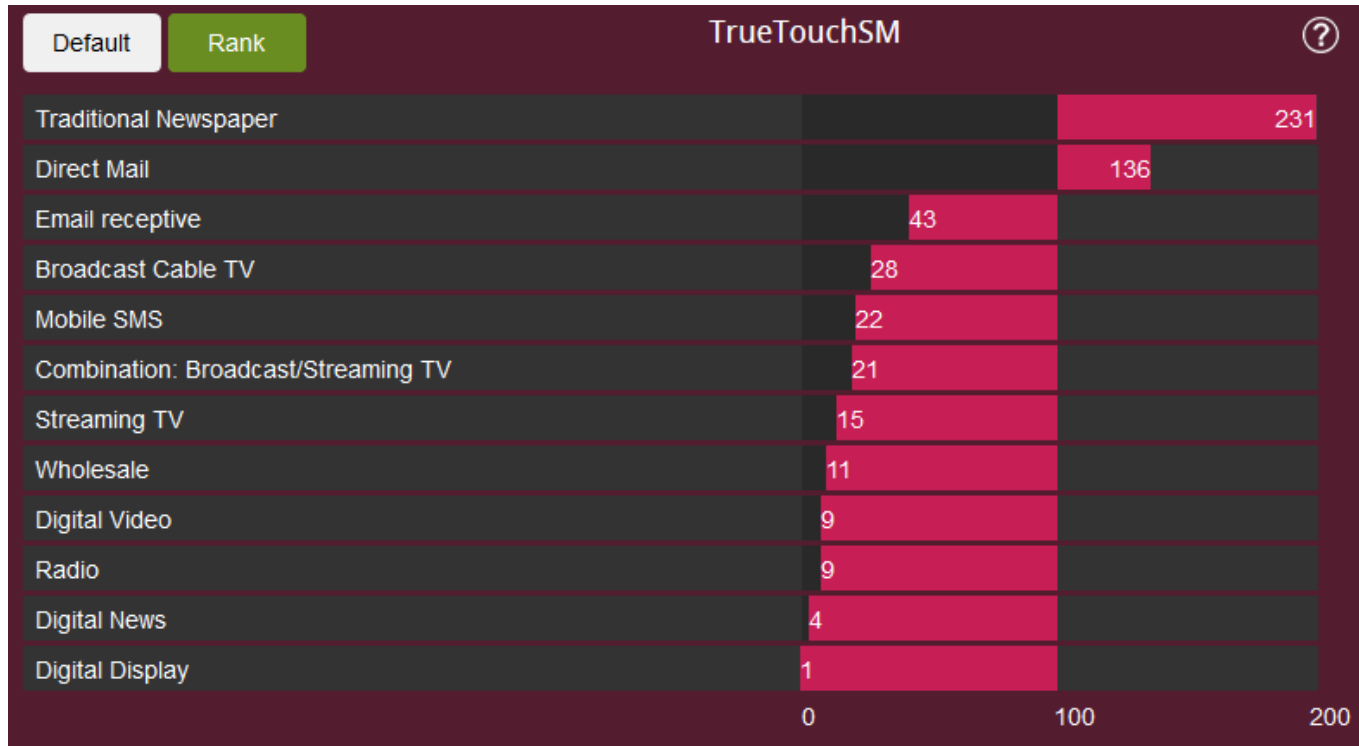 Default Rank TrueTouchSM ?
Traditional Newspaper 231
Direct Mail 136
Email receptive 43
Broadcast Cable TV 28
Mobile SMS 22
Combination: Broadcast/Streaming TV 21
Streaming TV 15
Wholesale 11
Digital Video 9
Radio 9
Digital News 4
Digital Display 1
0 100 200